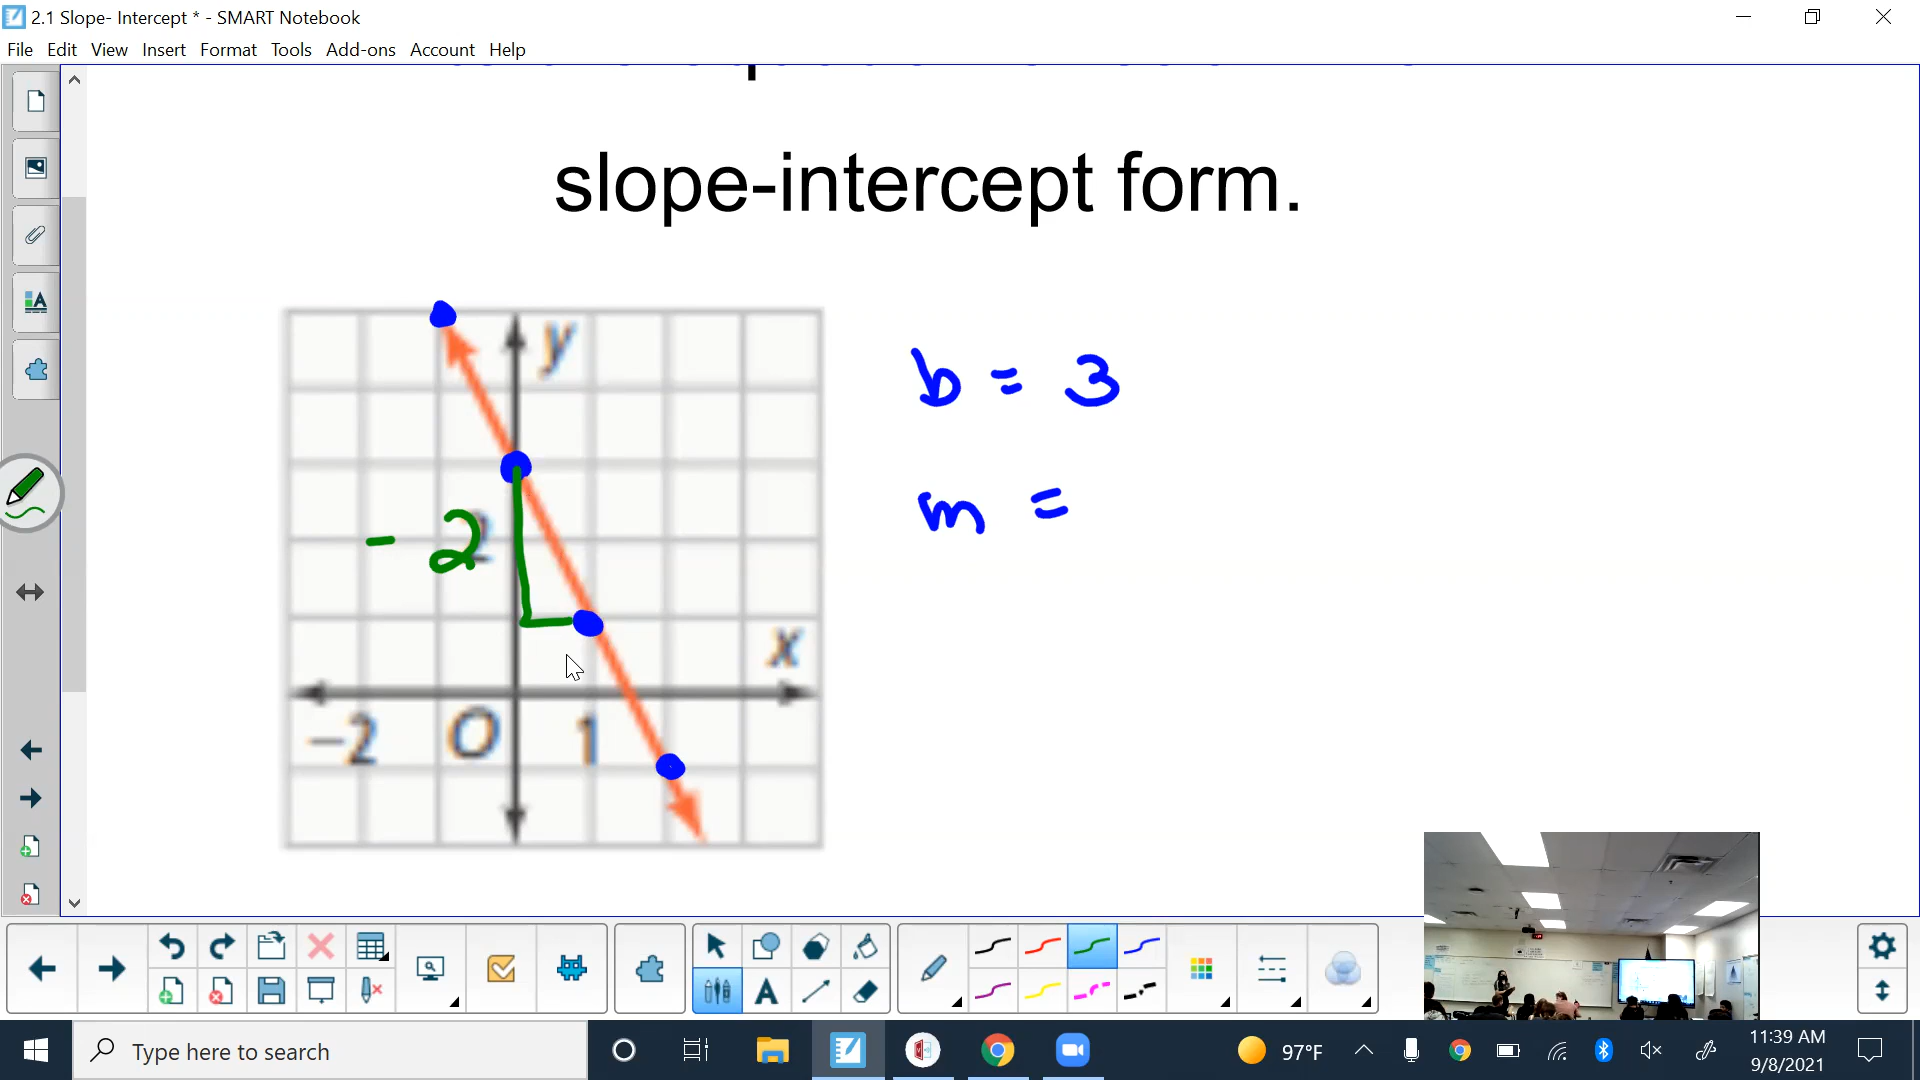 2.1 Slope- Intercept * - SMART Notebook
File Edit View Insert Format Tools Add-ons Account Help
slope-intercept form.
y
b = 3
- 2
m =
x
-2 O 1
Type here to search
97°F
11:39 AM
9/8/2021